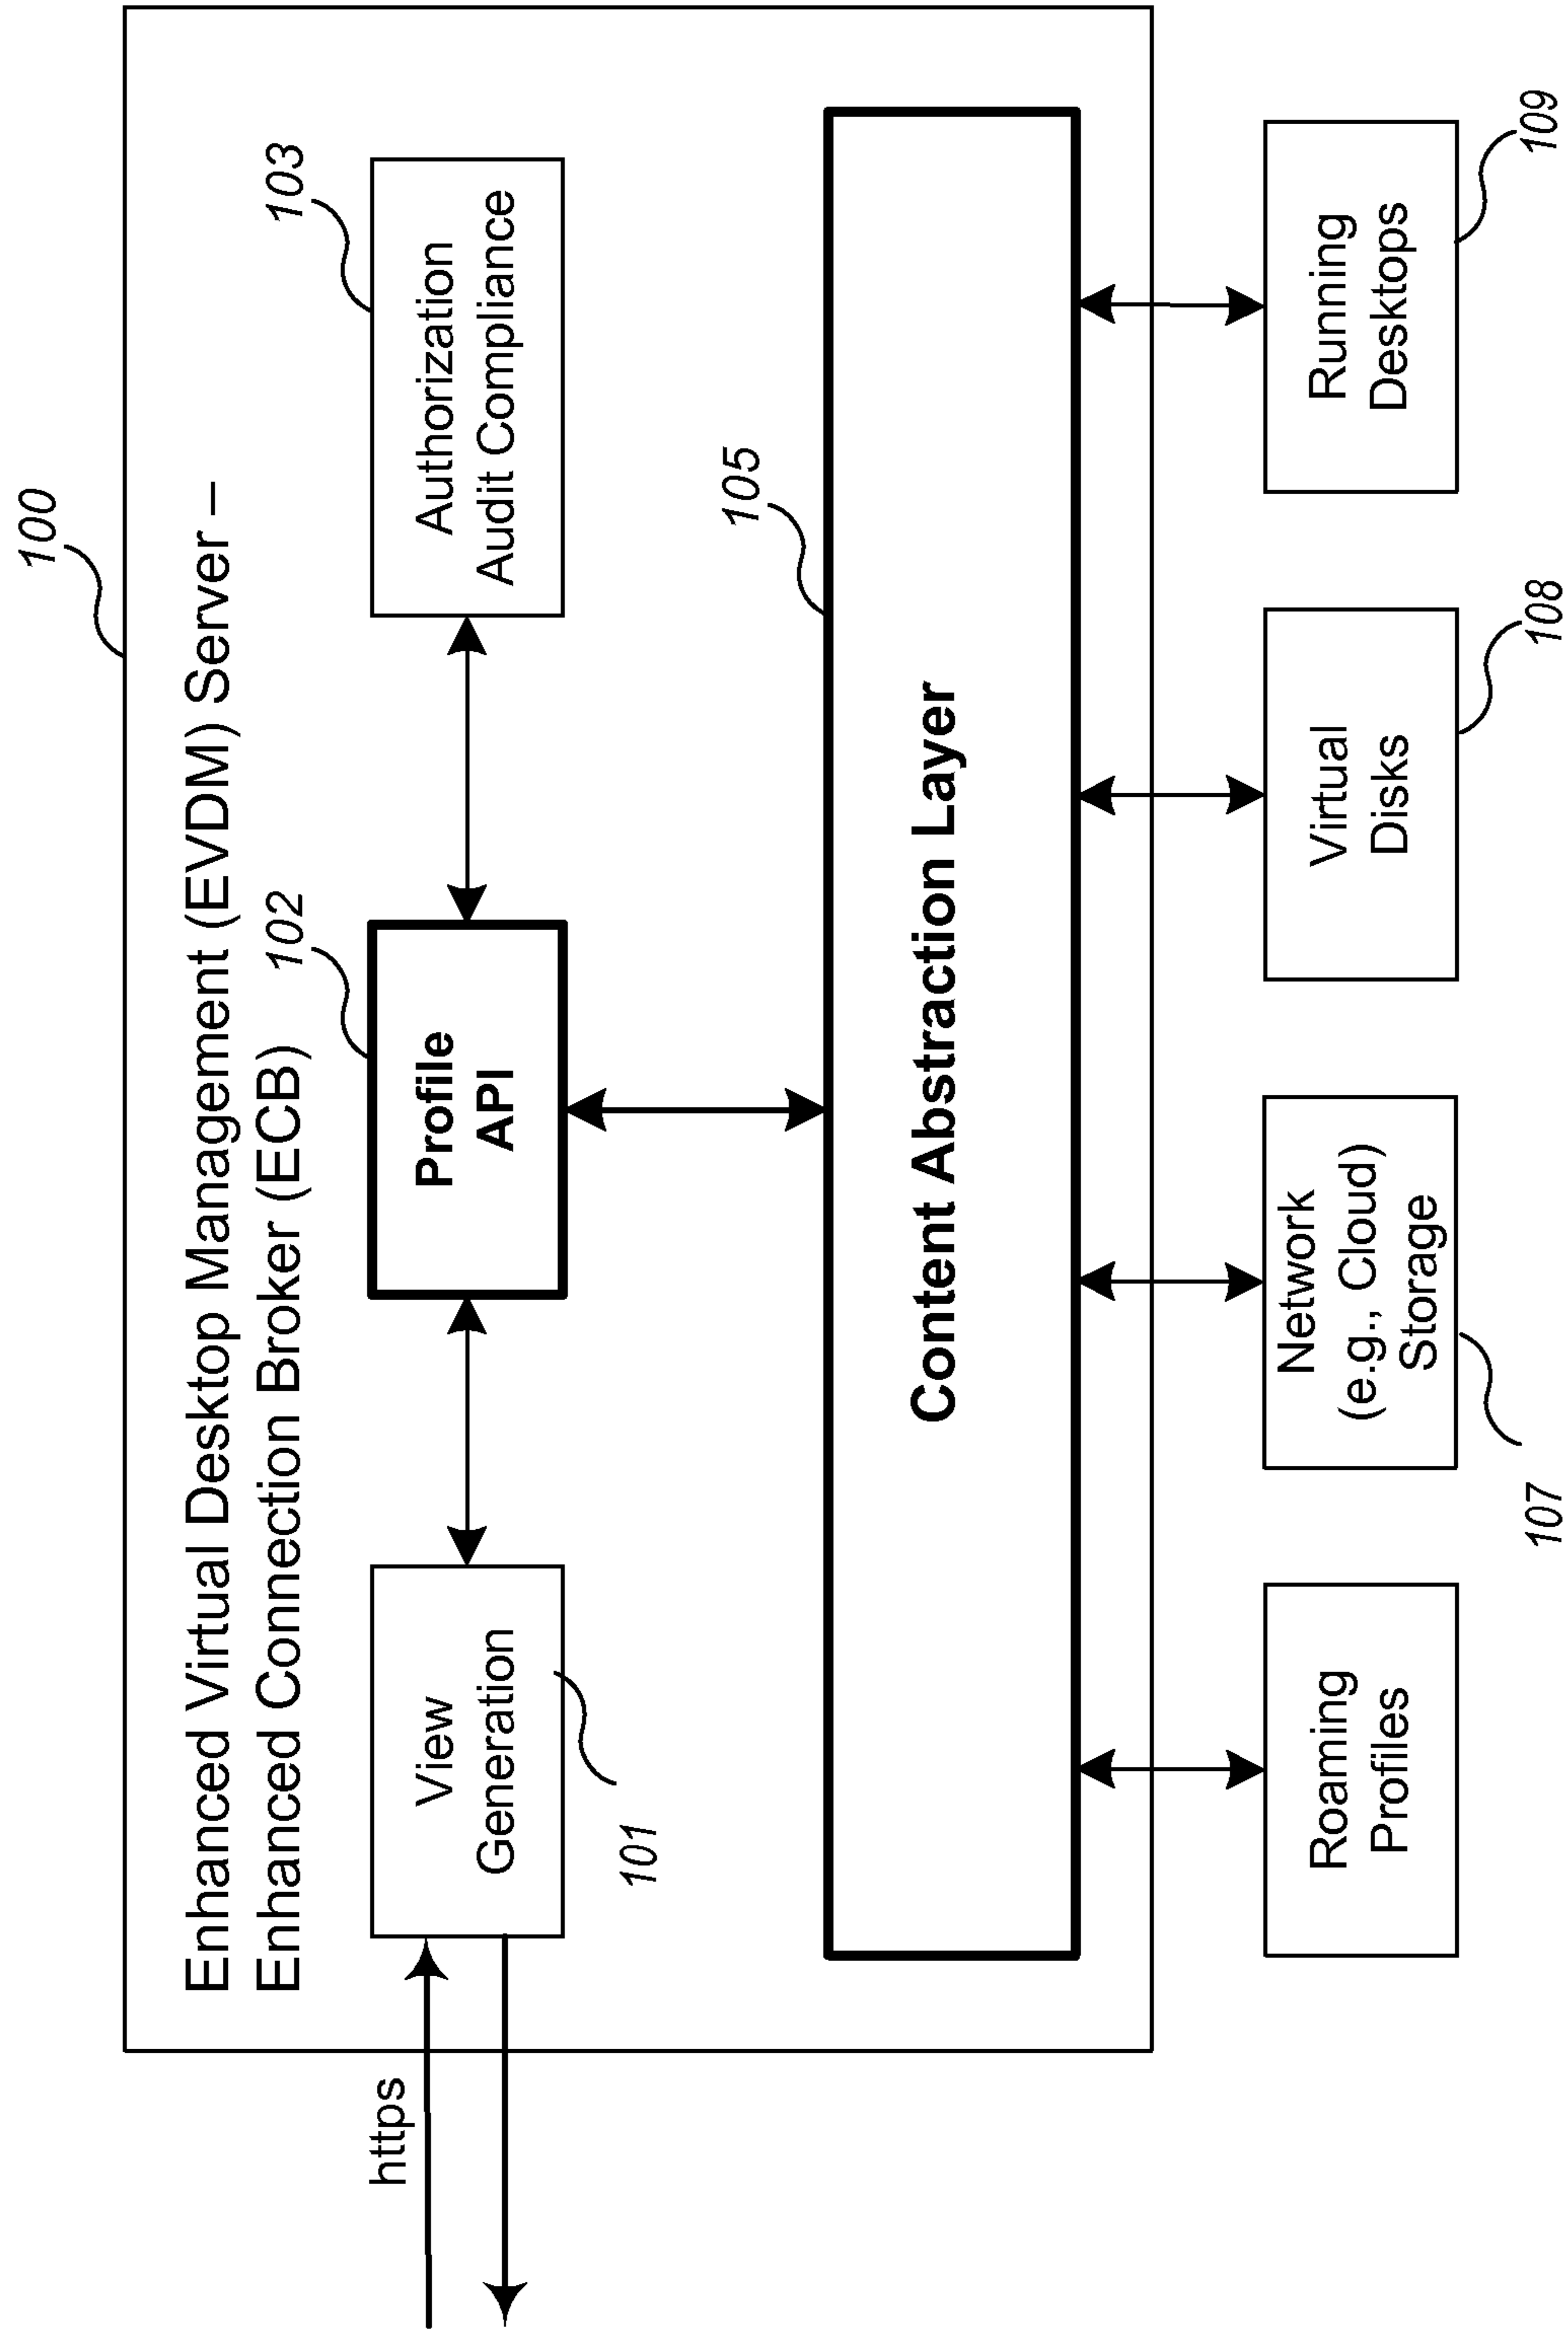 100
Enhanced Virtual Desktop Management (EVDM) Server –
Enhanced Connection Broker (ECB)
102
103
https
View
Generation
101
Profile
API
Authorization
Audit Compliance
105
Content Abstraction Layer
Roaming
Profiles
Network
(e.g., Cloud)
Storage
107
Virtual
Disks
108
Running
Desktops
109